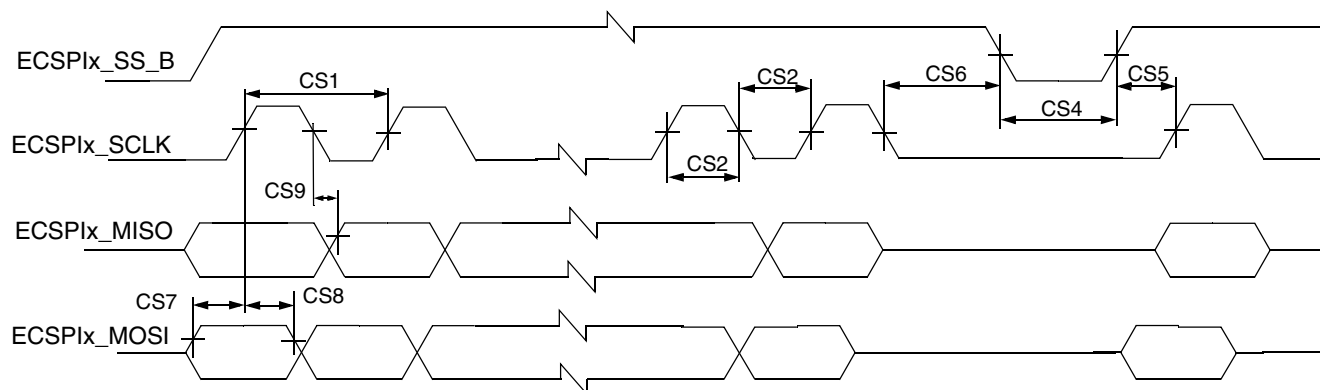 ECSPIx_SS_B
CS1
CS2
CS6
CS5
CS4
ECSPIx_SCLK
CS2
CS9
ECSPIx_MISO
CS7
CS8
ECSPIx_MOSI